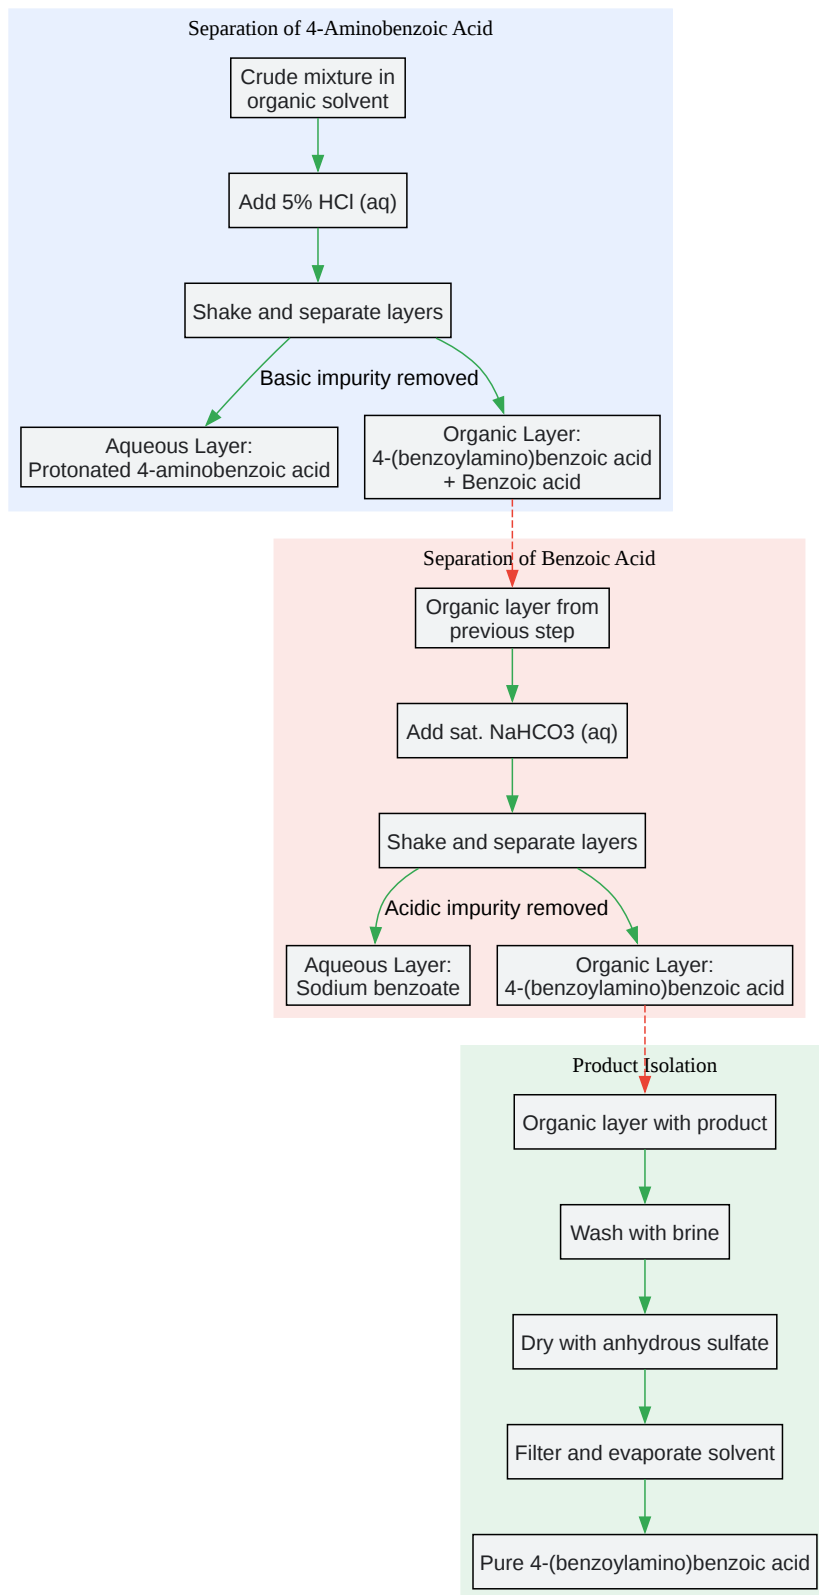 Separation of 4-Aminobenzoic Acid
Crude mixture in
organic solvent
Add 5% HCl (aq)
Shake and separate layers
Basic impurity removed
Aqueous Layer:
Protonated 4-aminobenzoic acid
Organic Layer:
4-(benzoylamino)benzoic acid
+ Benzoic acid
Separation of Benzoic Acid
Organic layer from
previous step
Add sat. NaHCO3 (aq)
Shake and separate layers
Acidic impurity removed
Aqueous Layer:
Sodium benzoate
Organic Layer:
4-(benzoylamino)benzoic acid
Product Isolation
Organic layer with product
Wash with brine
Dry with anhydrous sulfate
Filter and evaporate solvent
Pure 4-(benzoylamino)benzoic acid